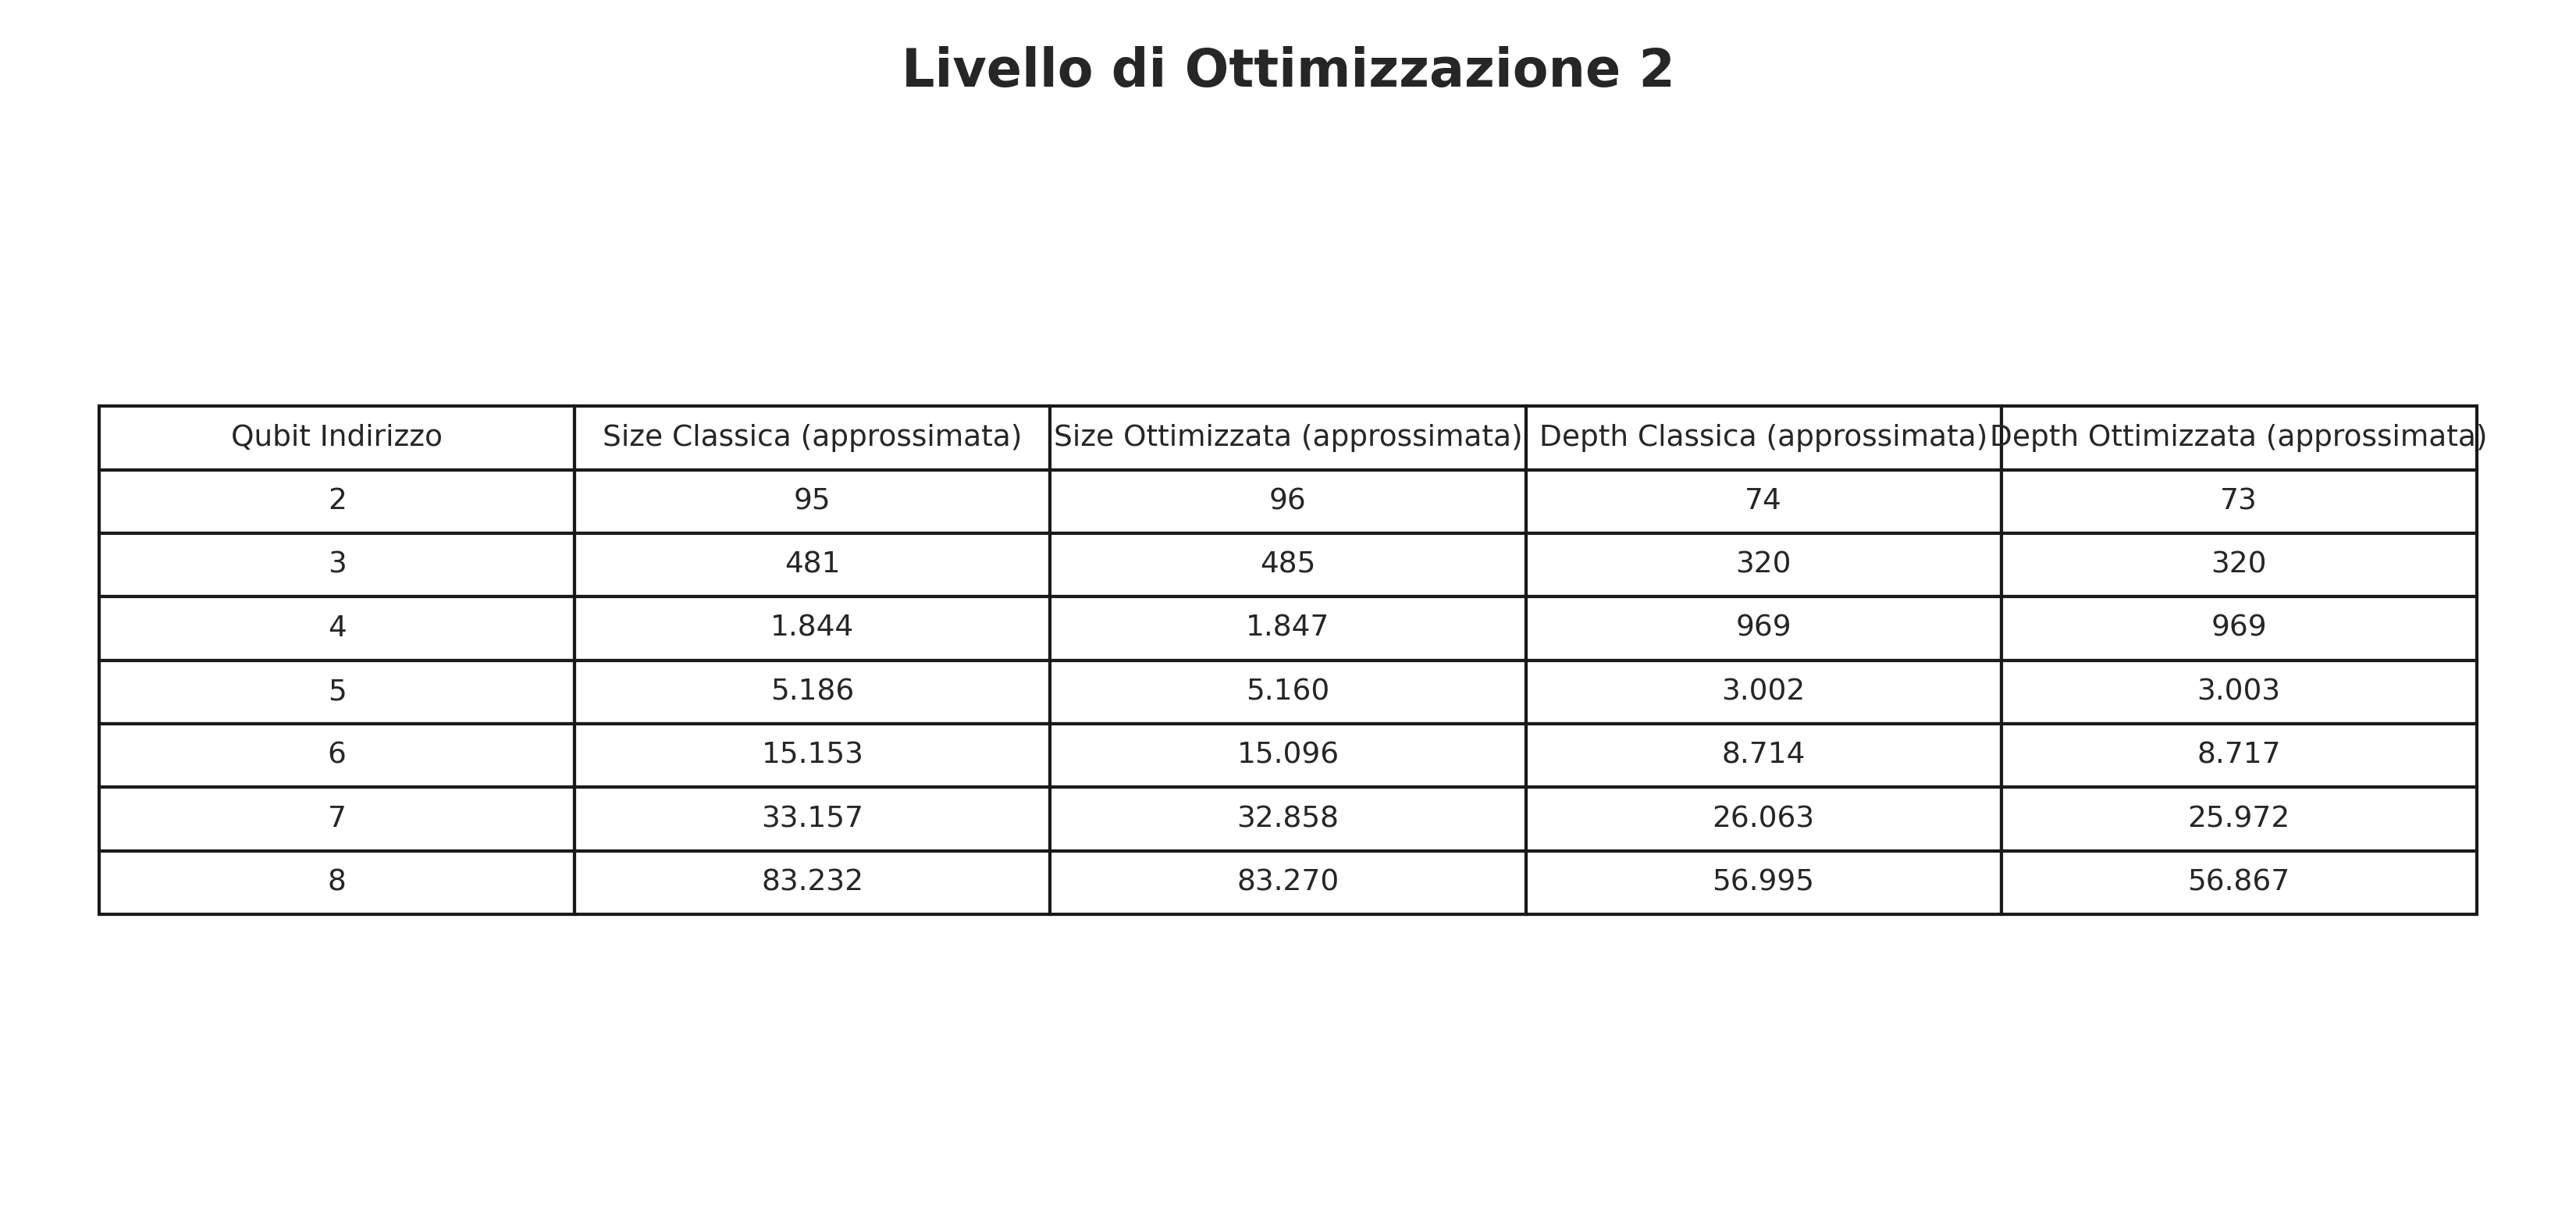 Livello di Ottimizzazione 2
Qubit Indirizzo Size Classica (approssimata) Size Ottimizzata (approssimata) Depth Classica (approssimata) Depth Ottimizzata (approssimata)
2 95 96 74 73
3 481 485 320 320
4 1.844 1.847 969 969
5 5.186 5.160 3.002 3.003
6 15.153 15.096 8.714 8.717
7 33.157 32.858 26.063 25.972
8 83.232 83.270 56.995 56.867